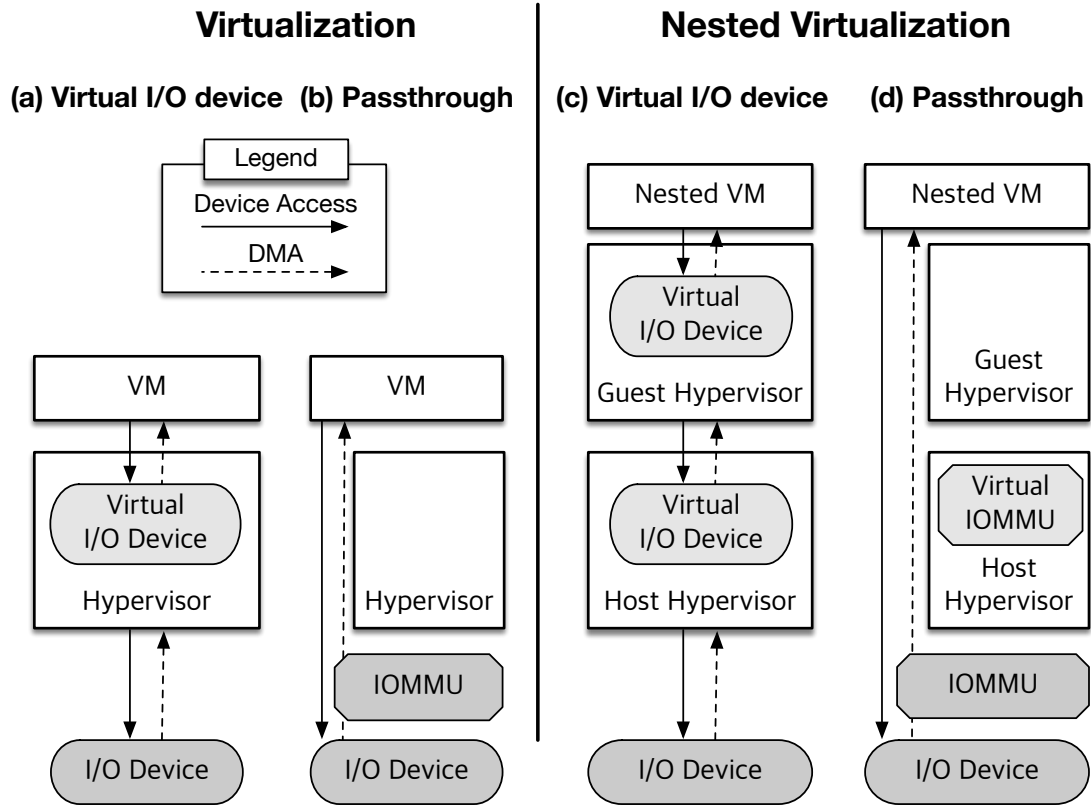 Virtualization
Nested Virtualization
(a) Virtual I/O device
(b) Passthrough
(c) Virtual I/O device
(d) Passthrough
Legend
Device Access
DMA
VM
Virtual
I/O Device
Hypervisor
I/O Device
VM
Hypervisor
IOMMU
I/O Device
Nested VM
Virtual
I/O Device
Guest Hypervisor
Virtual
I/O Device
Host Hypervisor
I/O Device
Nested VM
Guest
Hypervisor
Virtual
IOMMU
Host
Hypervisor
IOMMU
I/O Device